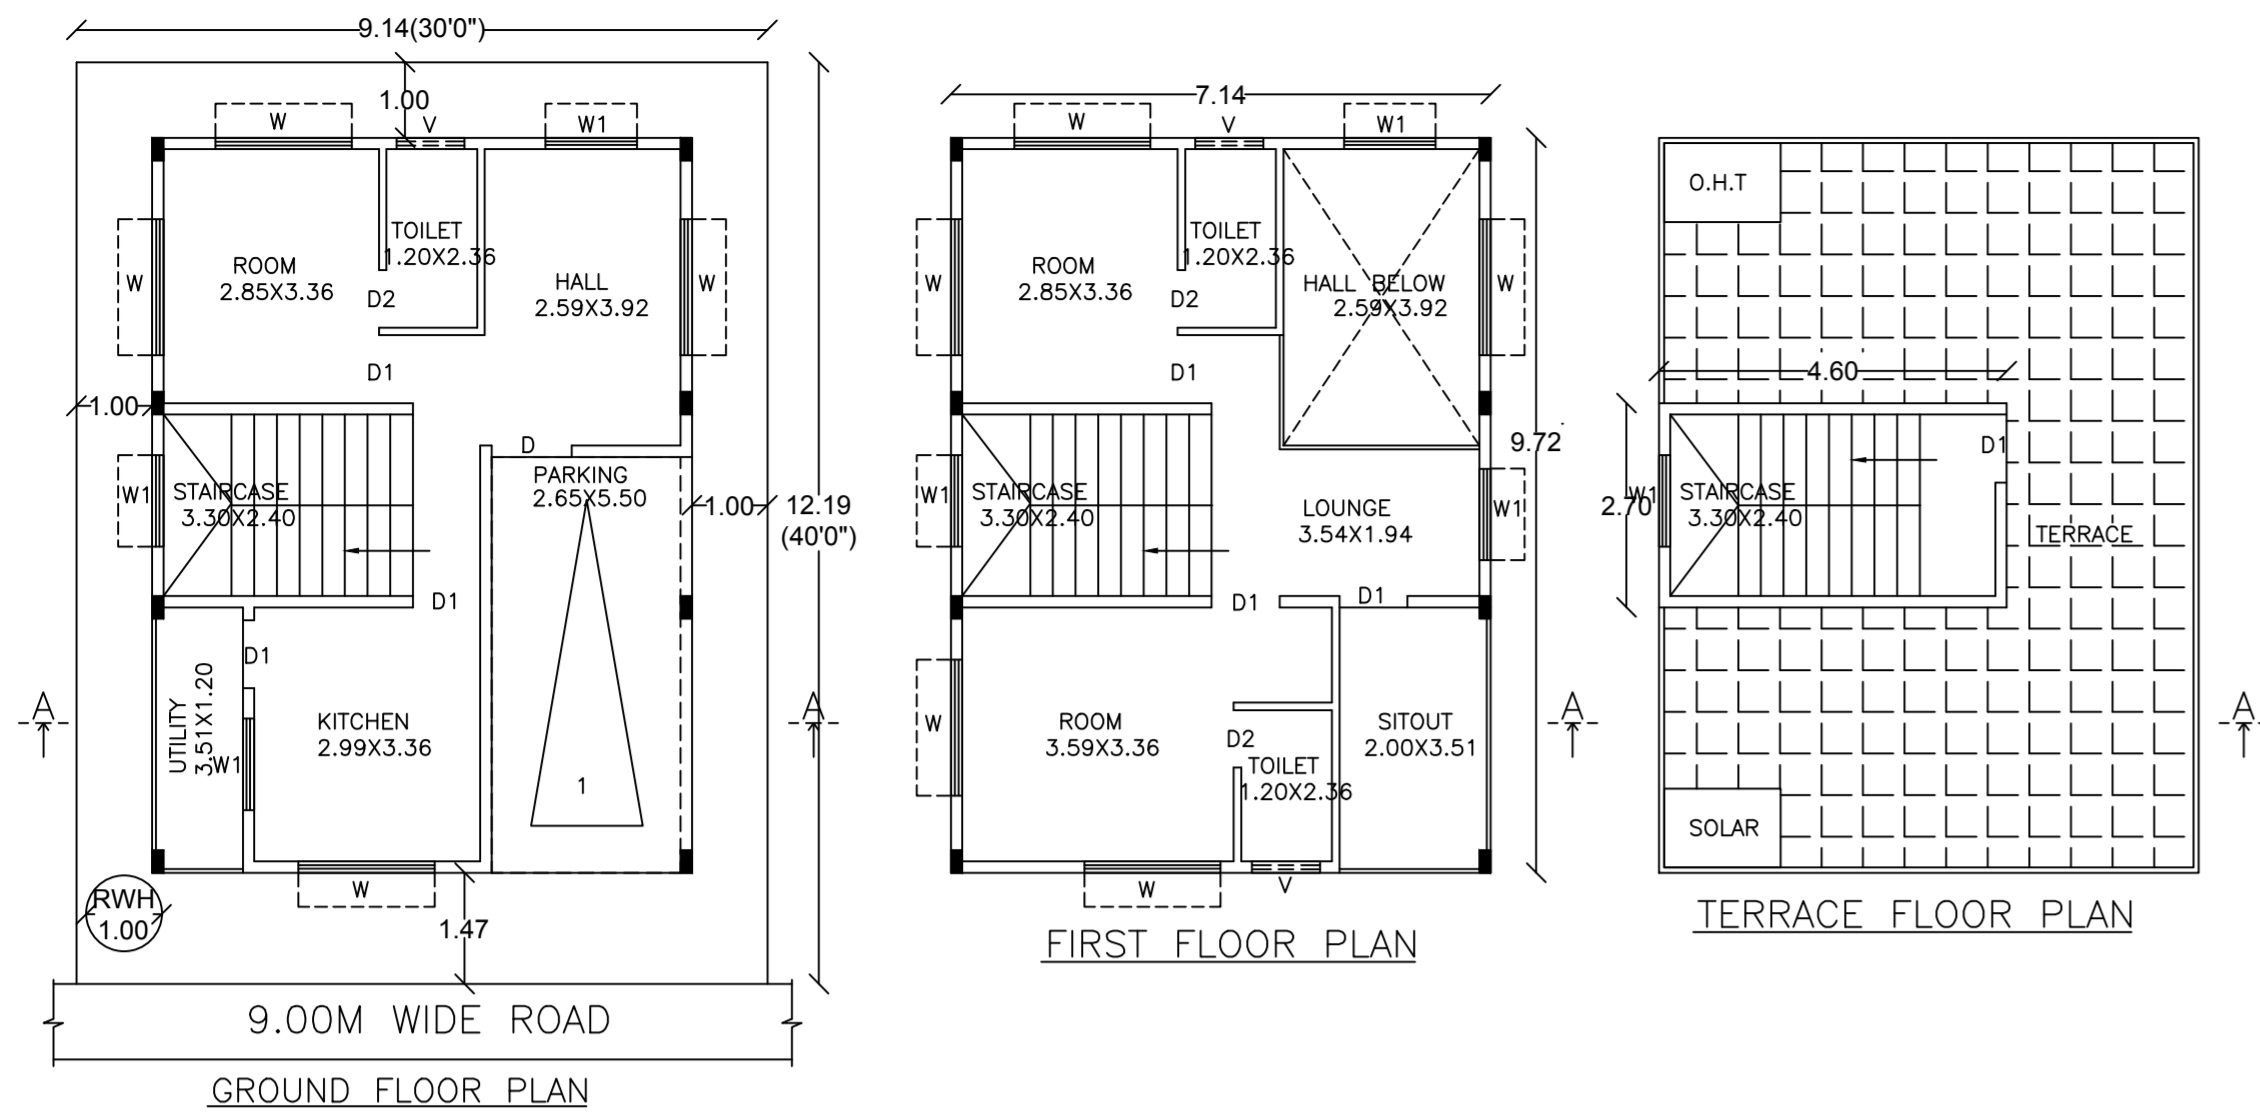 9.14(30'0")
1.00
W
V
W1
TOILET
1.20X2.36
ROOM
2.85X3.36
W
HALL
2.59X3.92
W
D2
D1
1.00
D
PARKING
2.65X5.50
W1
STAIRCASE
3.30X2.40
1.00
12.19
(40'0")
D1
D1
UTILITY
3.51X1.20
W1
KITCHEN
2.99X3.36
A
A
1
W
RWH
1.00
1.47
9.00M WIDE ROAD
GROUND FLOOR PLAN
7.14
W
V
W1
TOILET
1.20X2.36
ROOM
2.85X3.36
W
HALL BELOW
2.59X3.92
W
D2
D1
9.72
W1
STAIRCASE
3.30X2.40
LOUNGE
3.54X1.94
W1
D1
D1
W
ROOM
3.59X3.36
D2
TOILET
1.20X2.36
SITOUT
2.00X3.51
A
W
V
FIRST FLOOR PLAN
O.H.T
4.60
D1
2.70
W1
STAIRCASE
3.30X2.40
TERRACE
A
SOLAR
TERRACE FLOOR PLAN